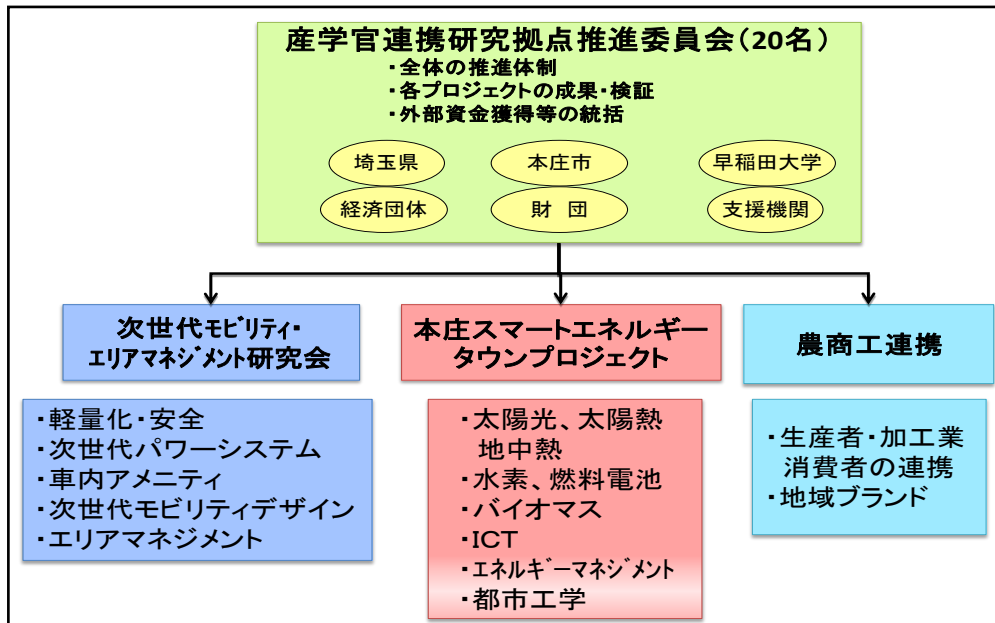 産学官連携研究拠点推進委員会(20名)
・全体の推進体制
・各プロジェクトの成果・検証
・外部資金獲得等の統括
埼玉県 本庄市 早稲田大学
経済団体 財 団 支援機関
次世代モビリティ・
エリアマネジメント研究会
・軽量化・安全
・次世代パワーシステム
・車内アメニティ
・次世代モビリティデザイン
・エリアマネジメント
本庄スマートエネルギー
タウンプロジェクト
・太陽光、太陽熱
地中熱
・水素、燃料電池
・バイオマス
・ICT
・エネルギーマネジメント
・都市工学
農商工連携
・生産者・加工業
消費者の連携
・地域ブランド